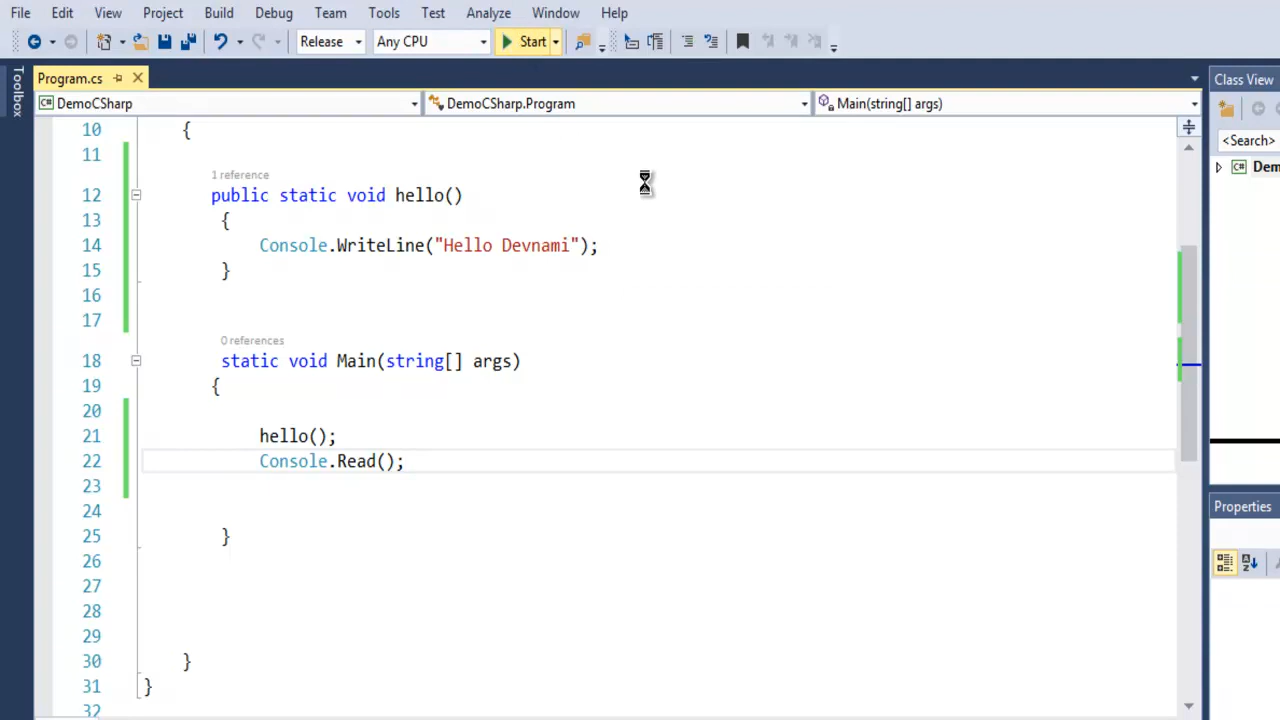 File Edit View Project Build Debug Team Tools Test Analyze Window Help
Release Any CPU Start
Toolbox
Program.cs
Class View
DemoCSharp DemoCSharp.Program Main(string[] args)
<Search>
10 {
11
1 reference
12 public static void hello()
13 {
14 Console.WriteLine("Hello Devnami");
15 }
16
17
0 references
18 static void Main(string[] args)
19 {
20
21 hello();
22 Console.Read();
23
24
25 }
26
27
28
29
30 }
31 }
32
C# Dem
Properties